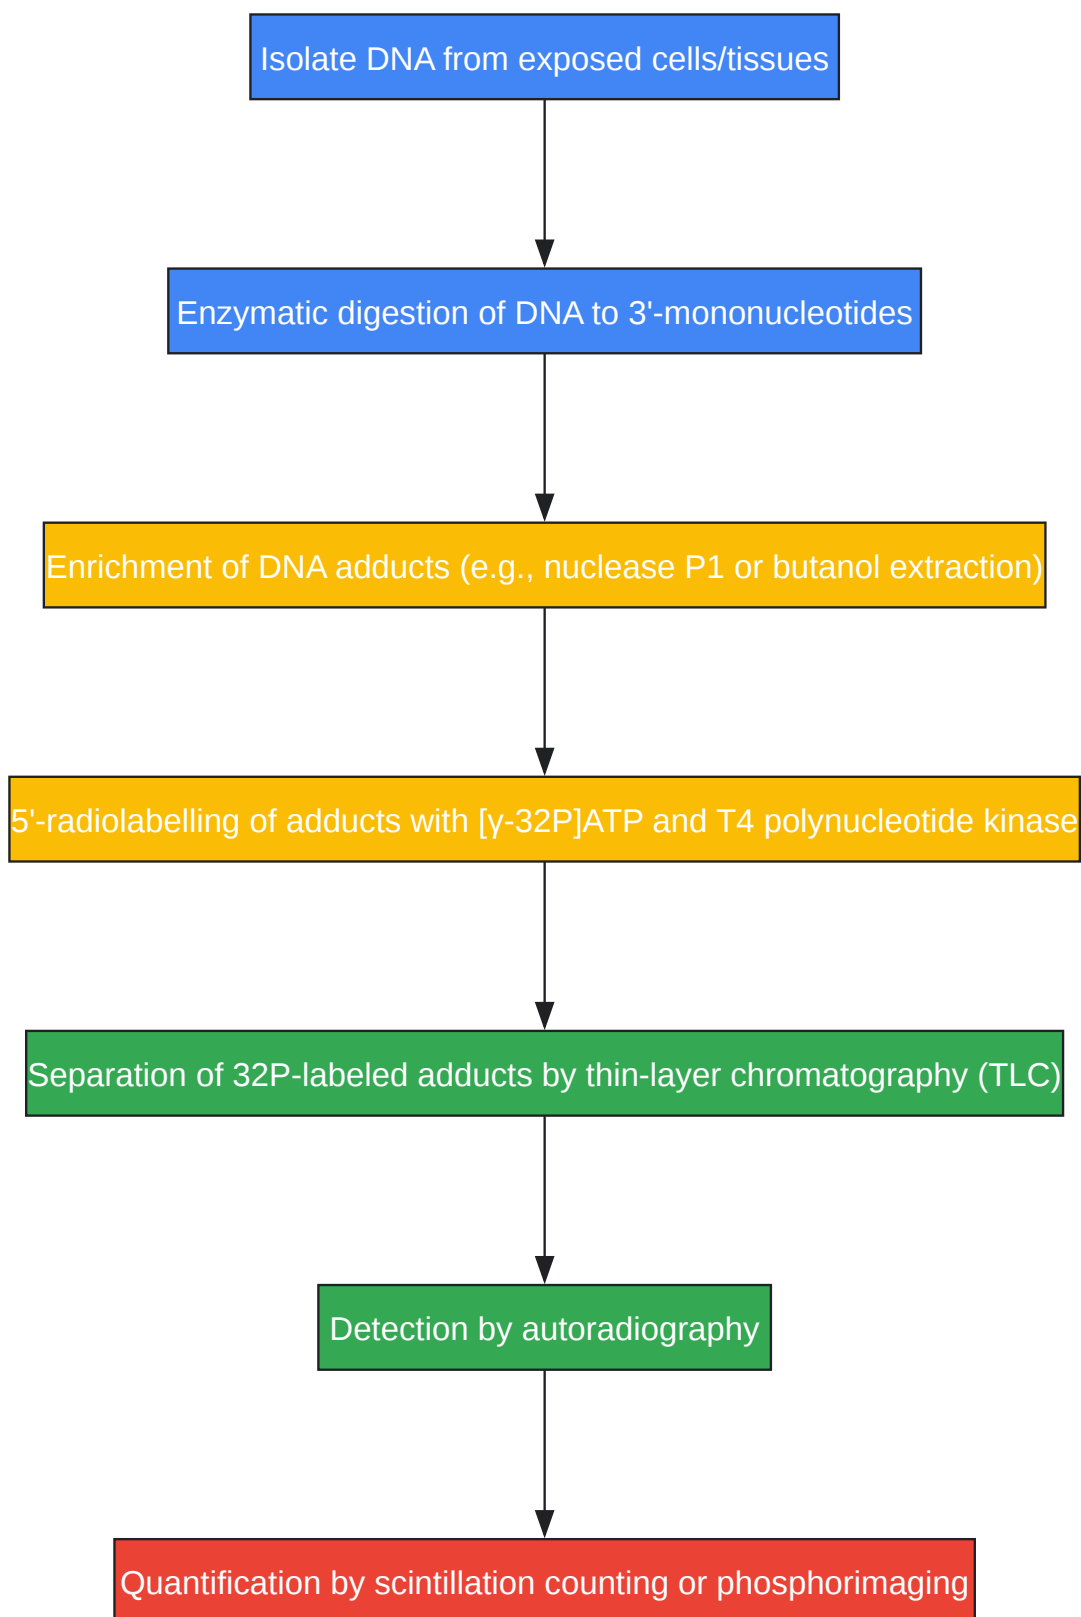 Isolate DNA from exposed cells/tissues
Enzymatic digestion of DNA to 3'-mononucleotides
Enrichment of DNA adducts (e.g., nuclease P1 or butanol extraction)
5'-radiolabelling of adducts with [γ-32P]ATP and T4 polynucleotide kinase
Separation of 32P-labeled adducts by thin-layer chromatography (TLC)
Detection by autoradiography
Quantification by scintillation counting or phosphorimaging